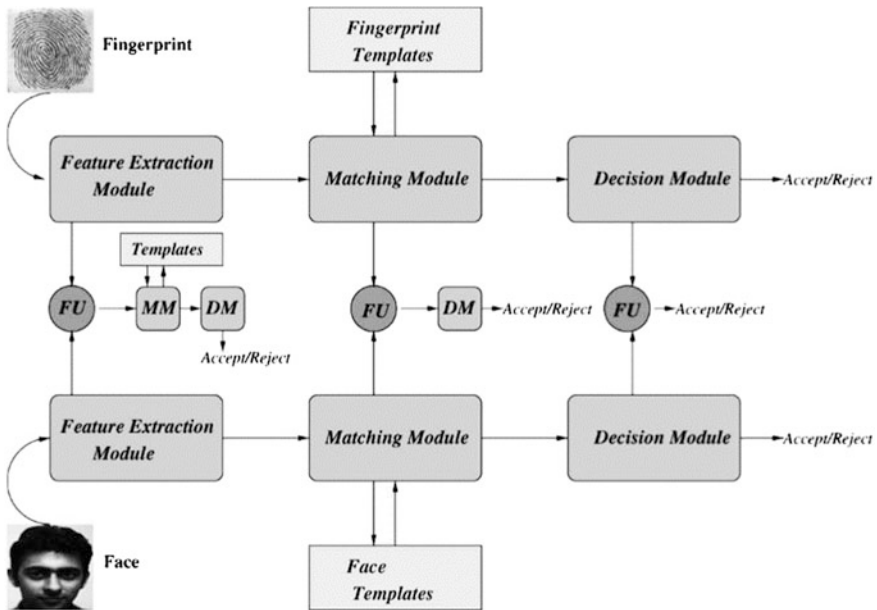 Fingerprint
Fingerprint
Templates
Feature Extraction
Module
Matching Module
Decision Module
Accept/Reject
Templates
FU
MM
DM
Accept/Reject
FU
DM
Accept/Reject
FU
Accept/Reject
Feature Extraction
Module
Matching Module
Decision Module
Accept/Reject
Face
Face
Templates